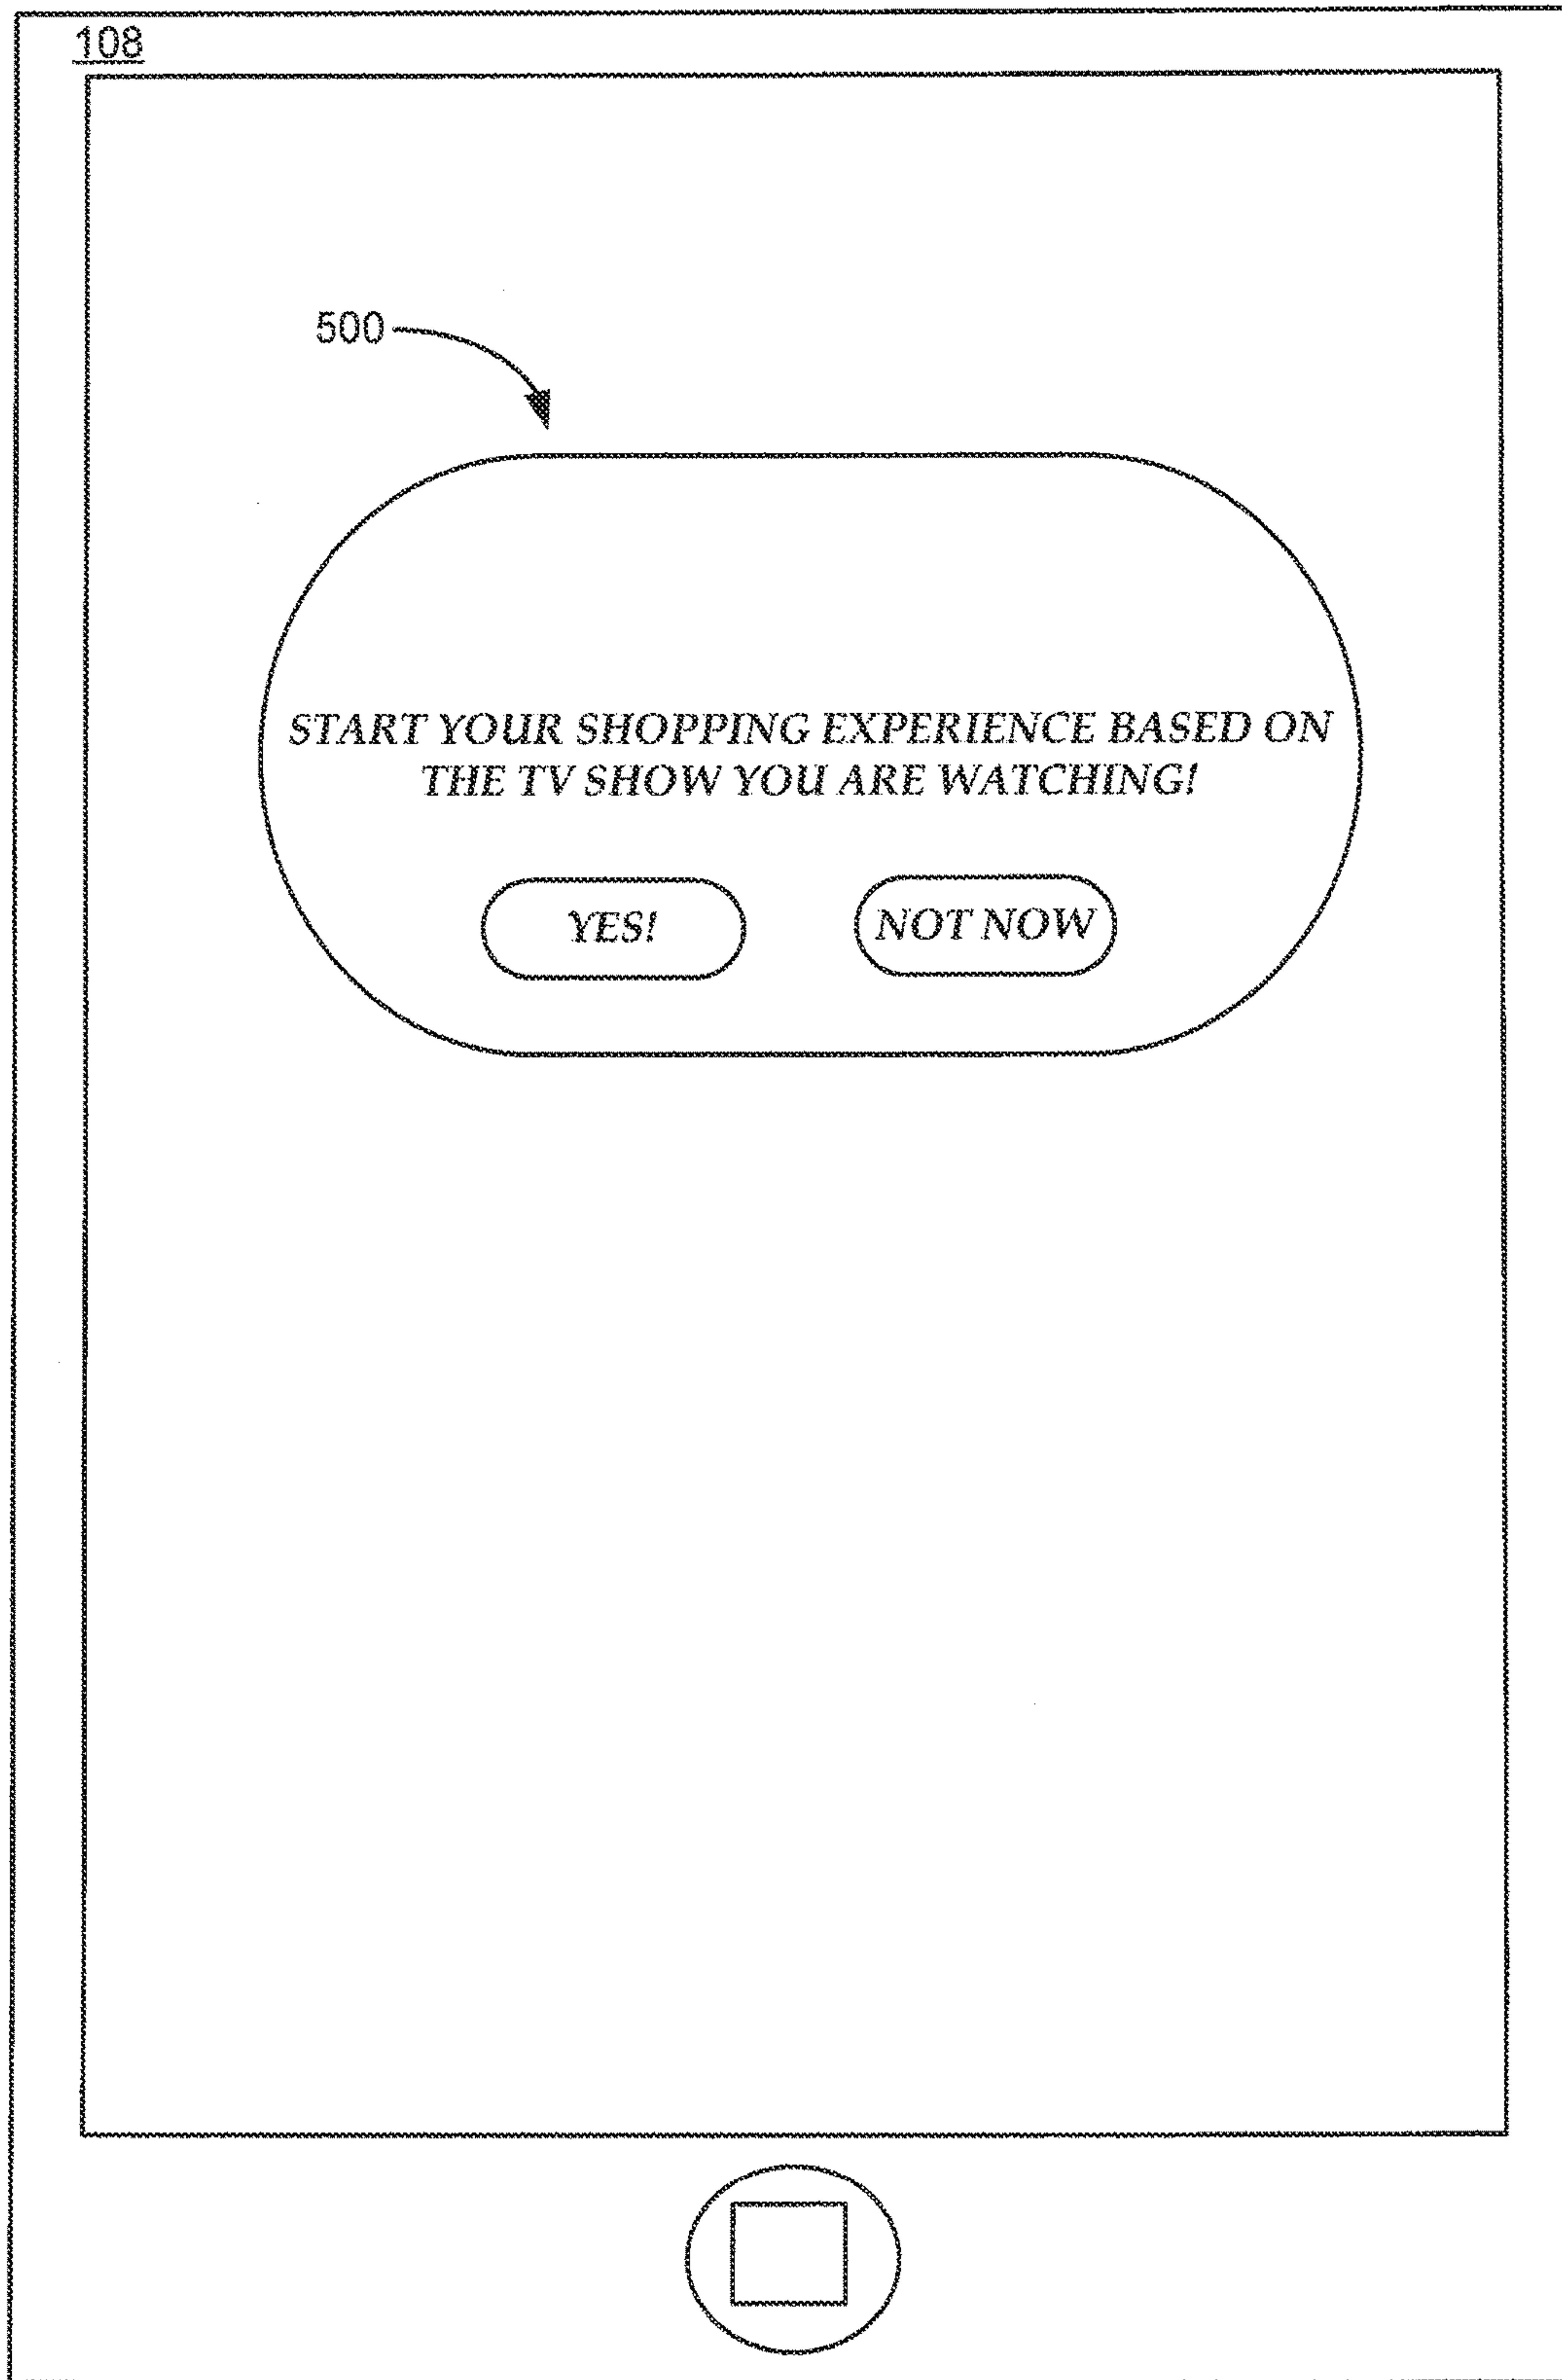 108
500
START YOUR SHOPPING EXPERIENCE BASED ON
THE TV SHOW YOU ARE WATCHING!
YES!
NOT NOW